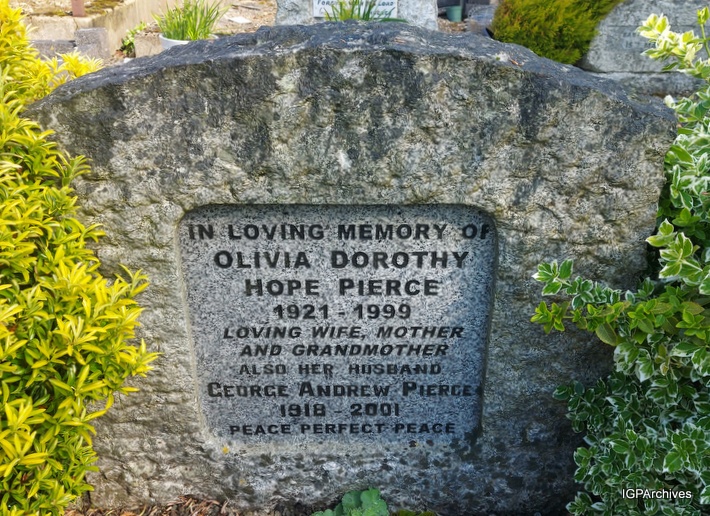 IN LOVING MEMORY OF
OLIVIA DOROTHY
HOPE PIERCE
1921 - 1999
LOVING WIFE, MOTHER
AND GRANDMOTHER
ALSO HER HUSBAND
GEORGE ANDREW PIERCE
1918 - 2001
PEACE PERFECT PEACE
IGPArchives